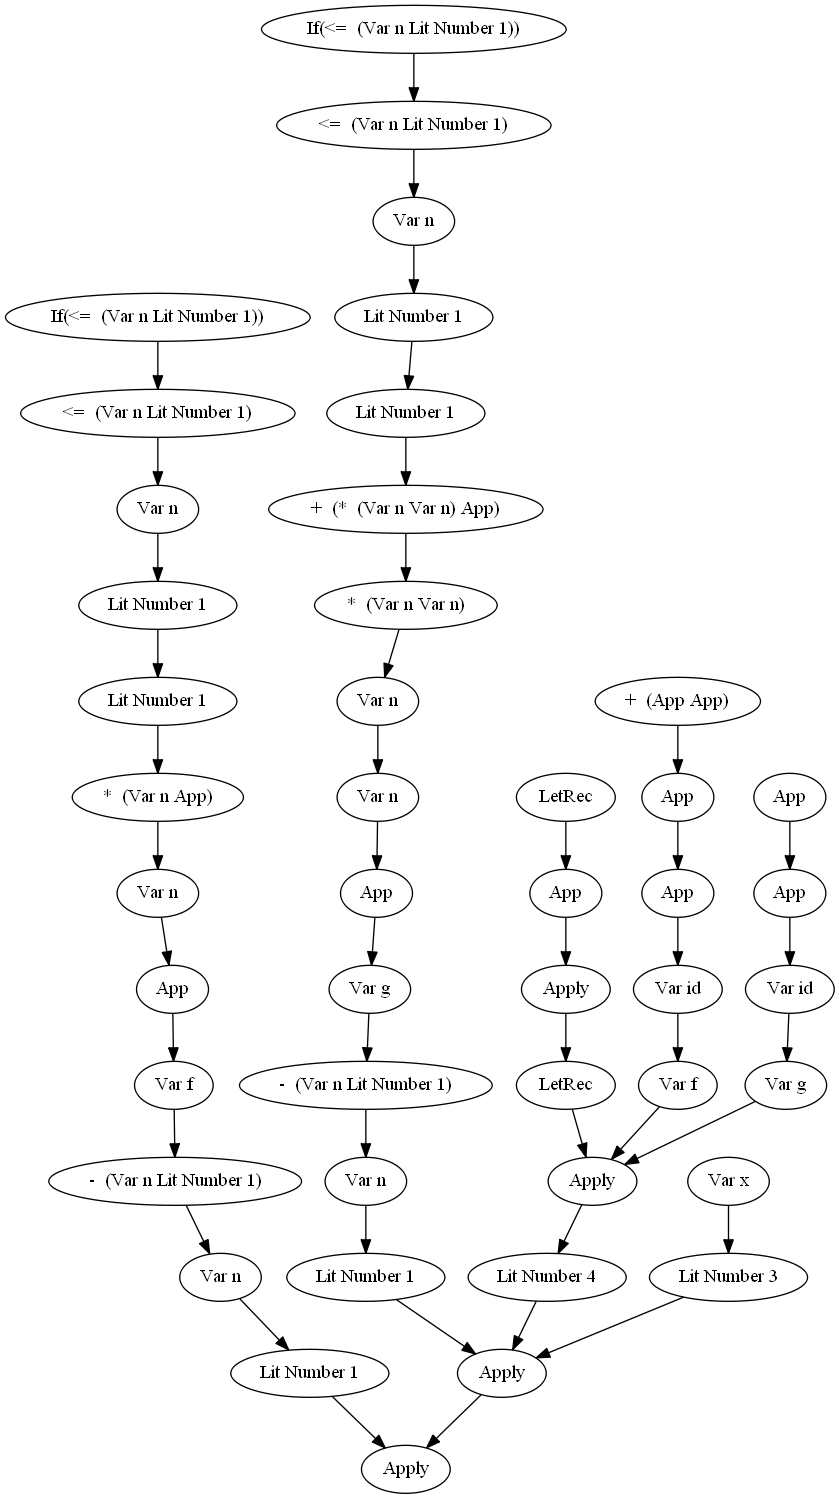 If(<= (Var n Lit Number 1))
<= (Var n Lit Number 1)
Var n
Lit Number 1
If(<= (Var n Lit Number 1))
Lit Number 1
<= (Var n Lit Number 1)
+ (* (Var n Var n) App)
Var n
* (Var n Var n)
Lit Number 1
Var n
+ (App App)
Lit Number 1
Var n
LetRec
App
App
* (Var n App)
App
App
App
App
Var n
Var g
Apply
Var id
Var id
App
- (Var n Lit Number 1)
LetRec
Var f
Var g
Var f
Var n
Apply
Var x
- (Var n Lit Number 1)
Lit Number 1
Lit Number 4
Lit Number 3
Var n
Apply
Lit Number 1
Apply